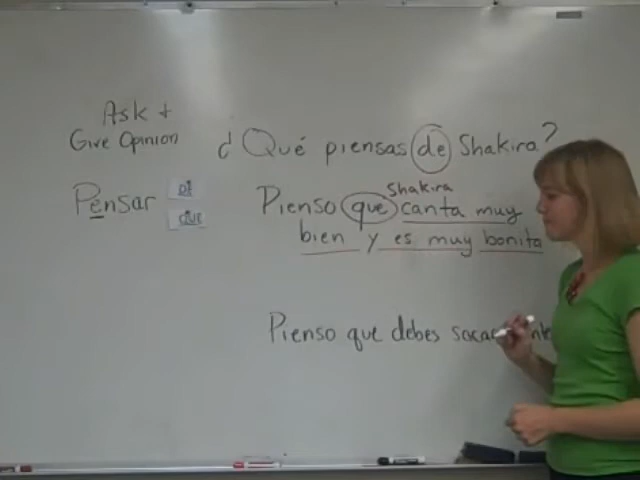 Ask +
Give Opinion
¿Qué piensas de Shakira?
Pensar DE
QUE
Shakira
Pienso que canta muy
bien y es muy bonita
Pienso que debes